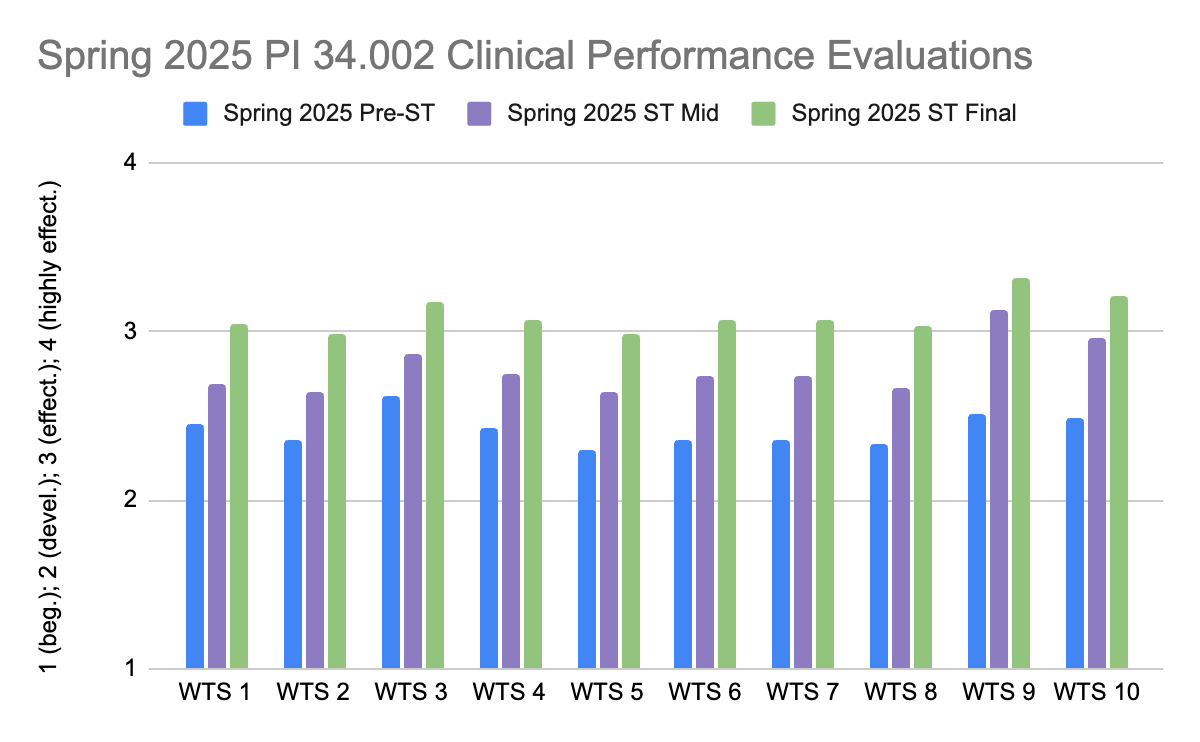 Spring 2025 PI 34.002 Clinical Performance Evaluations
Spring 2025 Pre-ST
Spring 2025 ST Mid
Spring 2025 ST Final
1 (beg.); 2 (devel.); 3 (effect.); 4 (highly effect.)
4
3
2
1
WTS 1
WTS 2
WTS 3
WTS 4
WTS 5
WTS 6
WTS 7
WTS 8
WTS 9
WTS 10